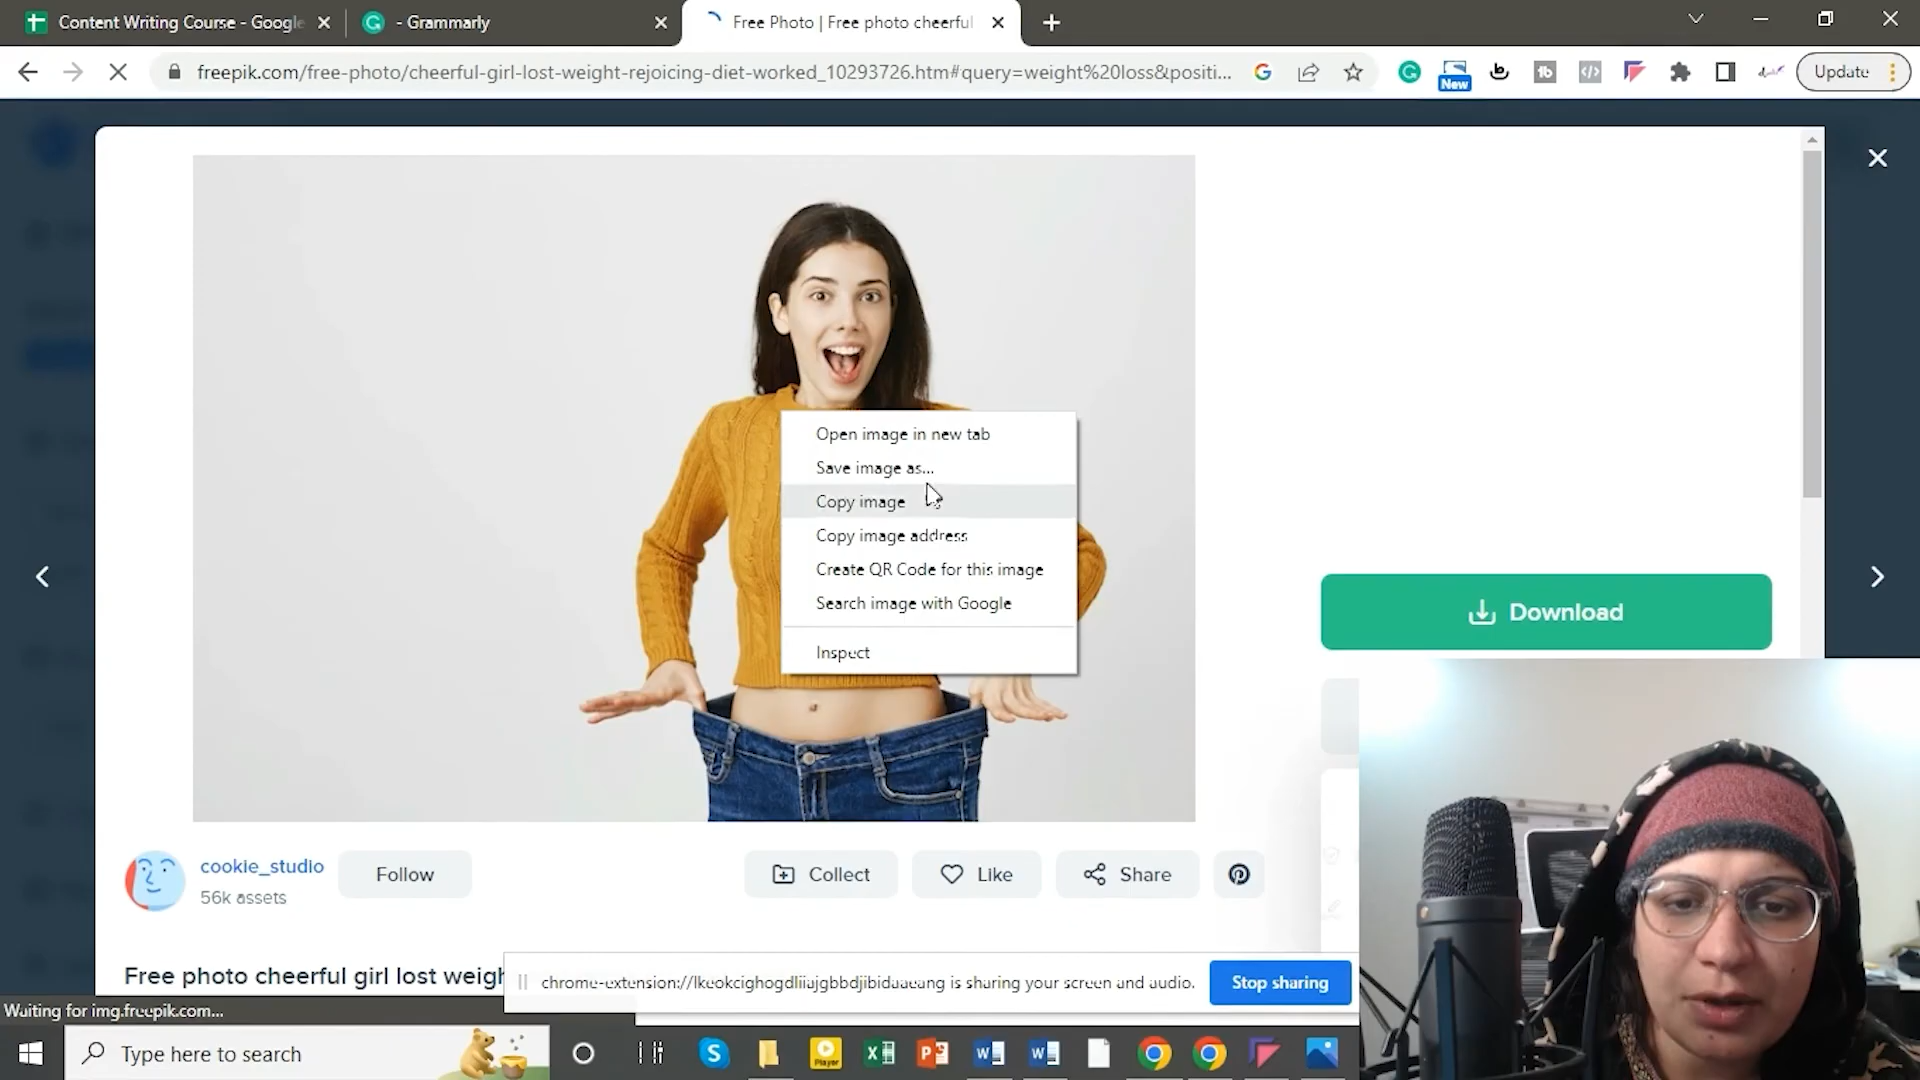 Content Writing Course - Google
- Grammarly
Free Photo | Free photo cheerful
freepik.com/free-photo/cheerful-girl-lost-weight-rejoicing-diet-worked_10293726.htm#query=weight%20loss&positi...
New
Update
Open image in new tab
Save image as...
Copy image
Copy image address
Create QR Code for this image
Search image with Google
Inspect
Download
cookie_studio
56k assets
Follow
Collect
Like
Share
Free photo cheerful girl lost weigh
chrome-extension://lkeokcighogdliiajgbbdjibidaaeang is sharing your screen and audio.
Stop sharing
Waiting for img.freepik.com...
Type here to search
Player